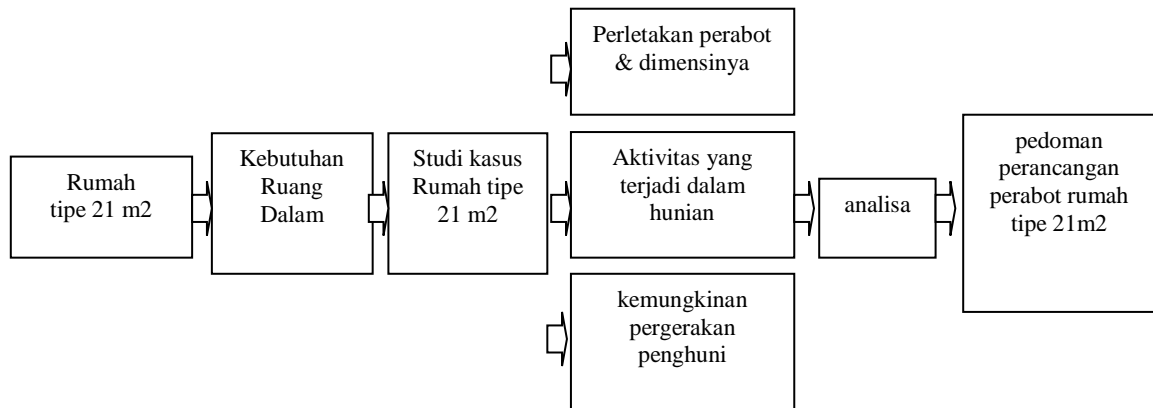 Rumah
tipe 21 m2
Kebutuhan
Ruang
Dalam
Studi kasus
Rumah tipe
21 m2
Perletakan perabot
& dimensinya
Aktivitas yang
terjadi dalam
hunian
kemungkinan
pergerakan
penghuni
analisa
pedoman
perancangan
perabot rumah
tipe 21m2